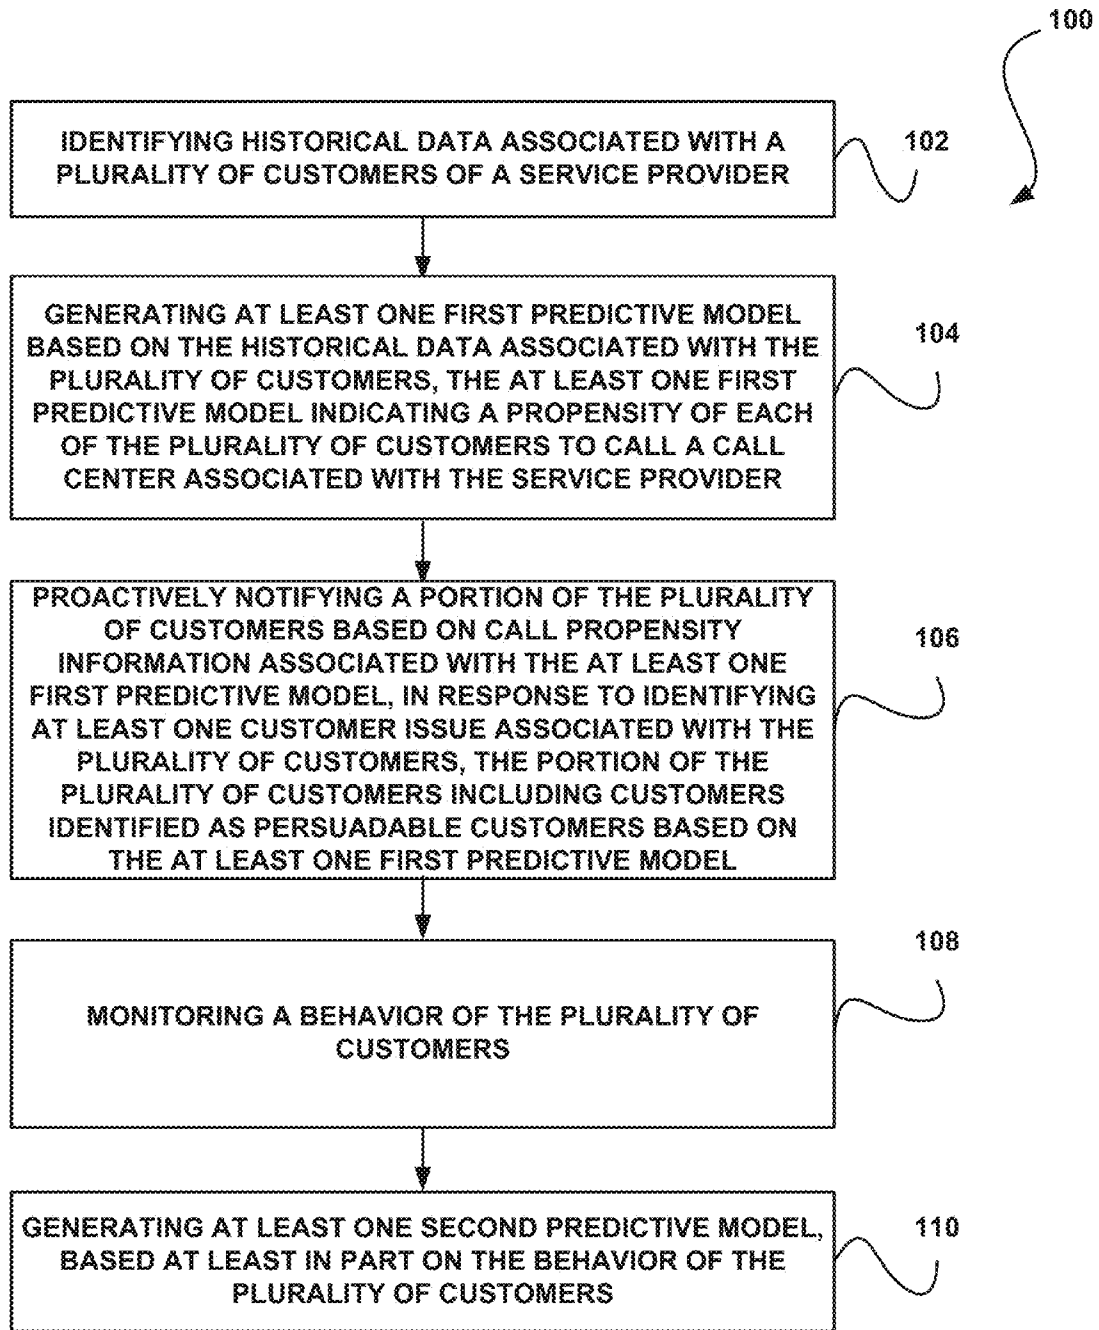 100
IDENTIFYING HISTORICAL DATA ASSOCIATED WITH A
PLURALITY OF CUSTOMERS OF A SERVICE PROVIDER
102
GENERATING AT LEAST ONE FIRST PREDICTIVE MODEL
BASED ON THE HISTORICAL DATA ASSOCIATED WITH THE
PLURALITY OF CUSTOMERS, THE AT LEAST ONE FIRST
PREDICTIVE MODEL INDICATING A PROPENSITY OF EACH
OF THE PLURALITY OF CUSTOMERS TO CALL A CALL
CENTER ASSOCIATED WITH THE SERVICE PROVIDER
104
PROACTIVELY NOTIFYING A PORTION OF THE PLURALITY
OF CUSTOMERS BASED ON CALL PROPENSITY
INFORMATION ASSOCIATED WITH THE AT LEAST ONE
FIRST PREDICTIVE MODEL, IN RESPONSE TO IDENTIFYING
AT LEAST ONE CUSTOMER ISSUE ASSOCIATED WITH THE
PLURALITY OF CUSTOMERS, THE PORTION OF THE
PLURALITY OF CUSTOMERS INCLUDING CUSTOMERS
IDENTIFIED AS PERSUADABLE CUSTOMERS BASED ON
THE AT LEAST ONE FIRST PREDICTIVE MODEL
106
MONITORING A BEHAVIOR OF THE PLURALITY OF
CUSTOMERS
108
GENERATING AT LEAST ONE SECOND PREDICTIVE MODEL,
BASED AT LEAST IN PART ON THE BEHAVIOR OF THE
PLURALITY OF CUSTOMERS
110